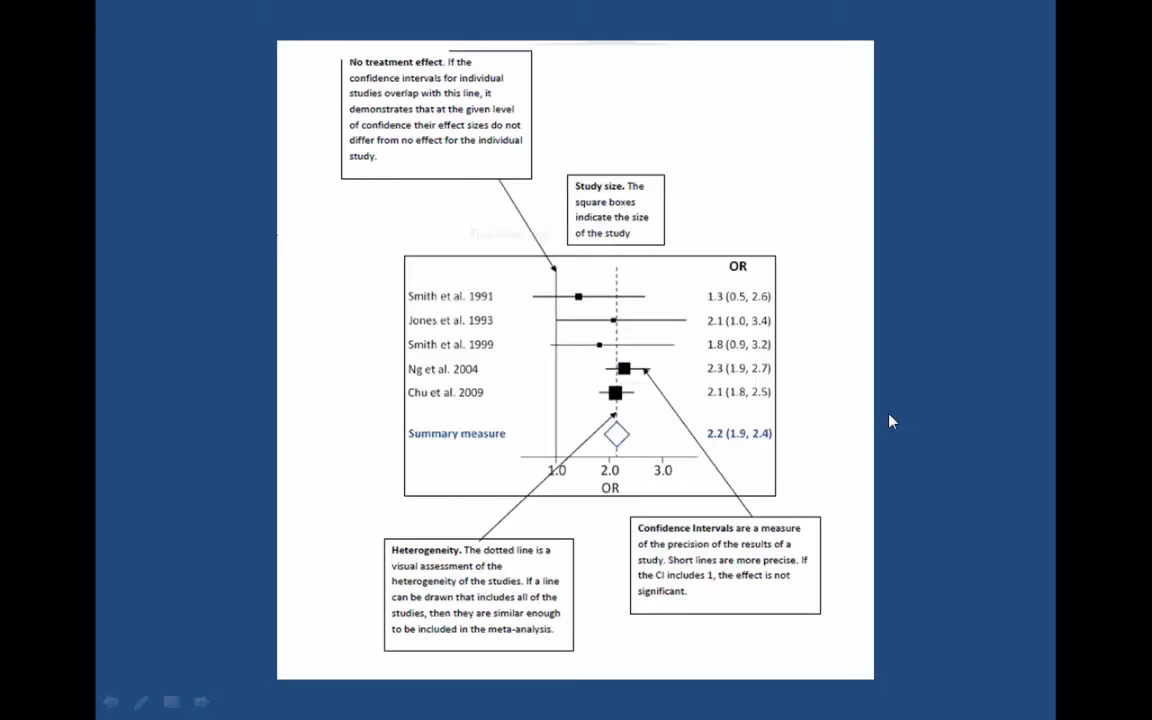 No treatment effect. If the
confidence intervals for individual
studies overlap with this line, it
demonstrates that at the given level
of confidence their effect sizes do not
differ from no effect for the individual
study.
Study size. The
square boxes
indicate the size
of the study
OR
Smith et al. 1991 1.3 (0.5, 2.6)
Jones et al. 1993 2.1 (1.0, 3.4)
Smith et al. 1999 1.8 (0.9, 3.2)
Ng et al. 2004 2.3 (1.9, 2.7)
Chu et al. 2009 2.1 (1.8, 2.5)
Summary measure 2.2 (1.9, 2.4)
1.0 2.0 3.0
OR
Heterogeneity. The dotted line is a
visual assessment of the
heterogeneity of the studies. If a line
can be drawn that includes all of the
studies, then they are similar enough
to be included in the meta-analysis.
Confidence Intervals are a measure
of the precision of the results of a
study. Short lines are more precise. If
the CI includes 1, the effect is not
significant.